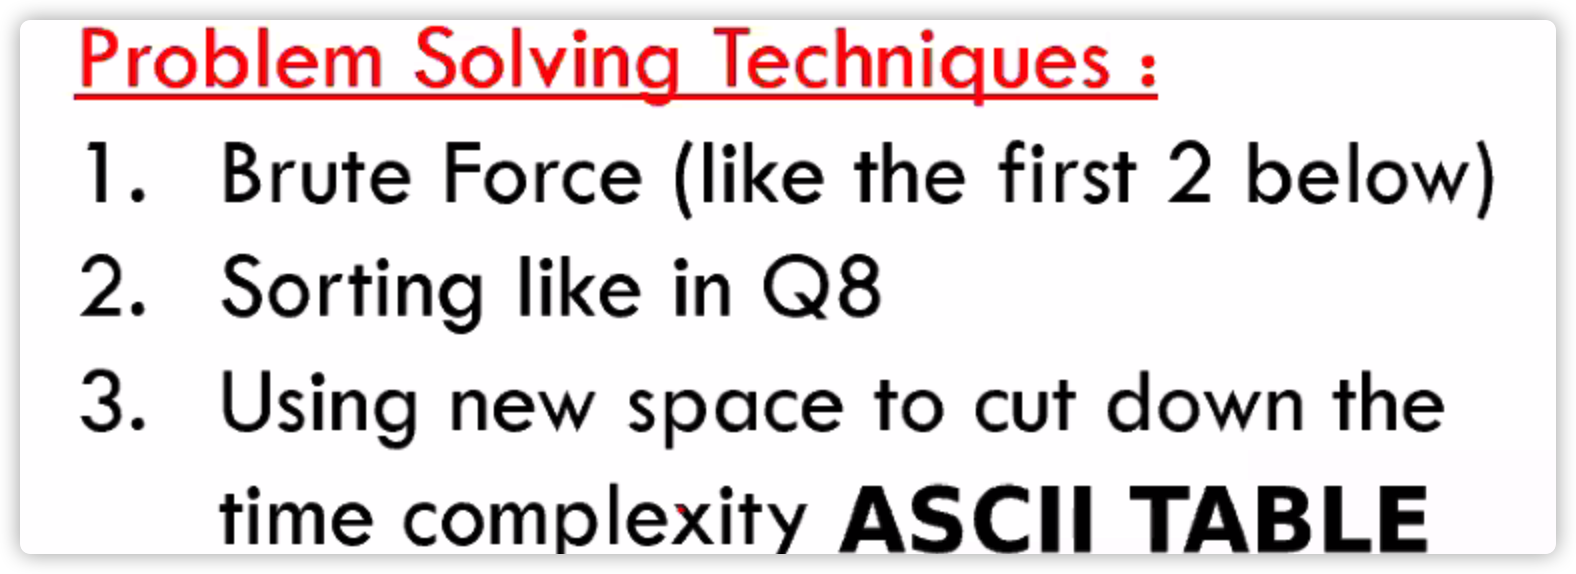 Problem Solving Techniques :
1. Brute Force (like the first 2 below)
2. Sorting like in Q8
3. Using new space to cut down the
time complexity ASCII TABLE